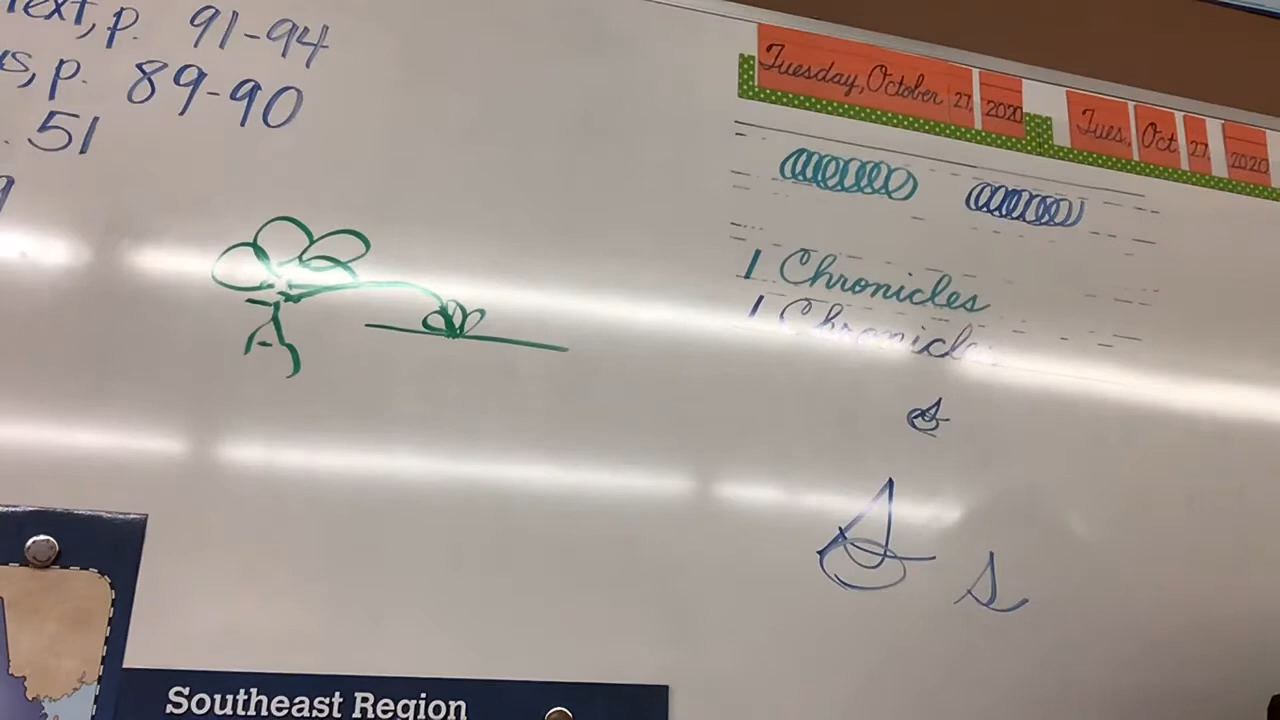 Text, p. 91-94
s, p. 89-90
. 51
Tuesday, October 27, 2020
Tues., Oct. 27, 2020
1 Chronicles
1 Chronicles
s
Southeast Region